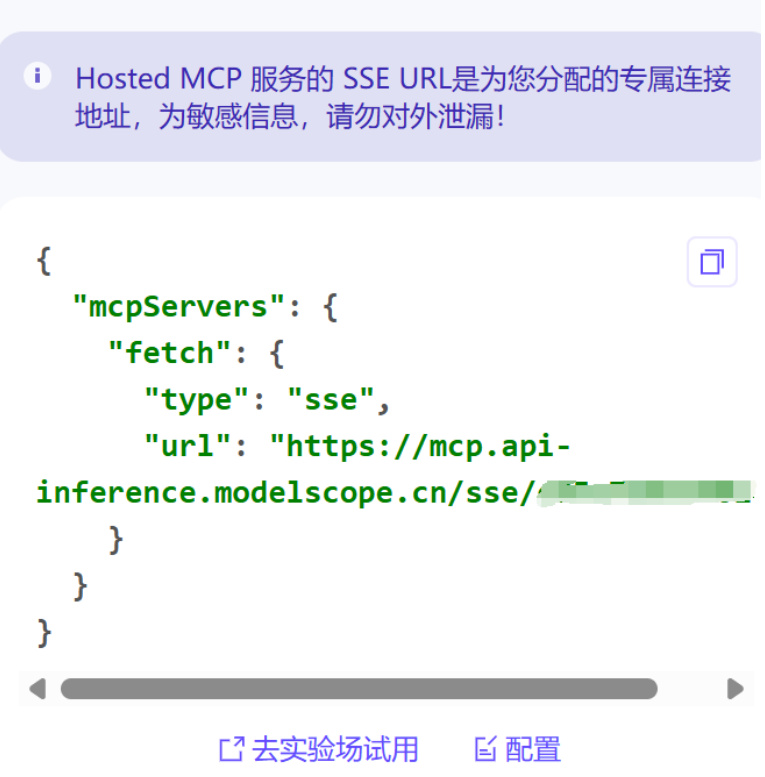 Hosted MCP 服务的 SSE URL是为您分配的专属连接
地址，为敏感信息，请勿对外泄漏！
{
"mcpServers": {
"fetch": {
"type": "sse",
"url": "https://mcp.api-
inference.modelscope.cn/sse/
}
}
}
去实验场试用 配置